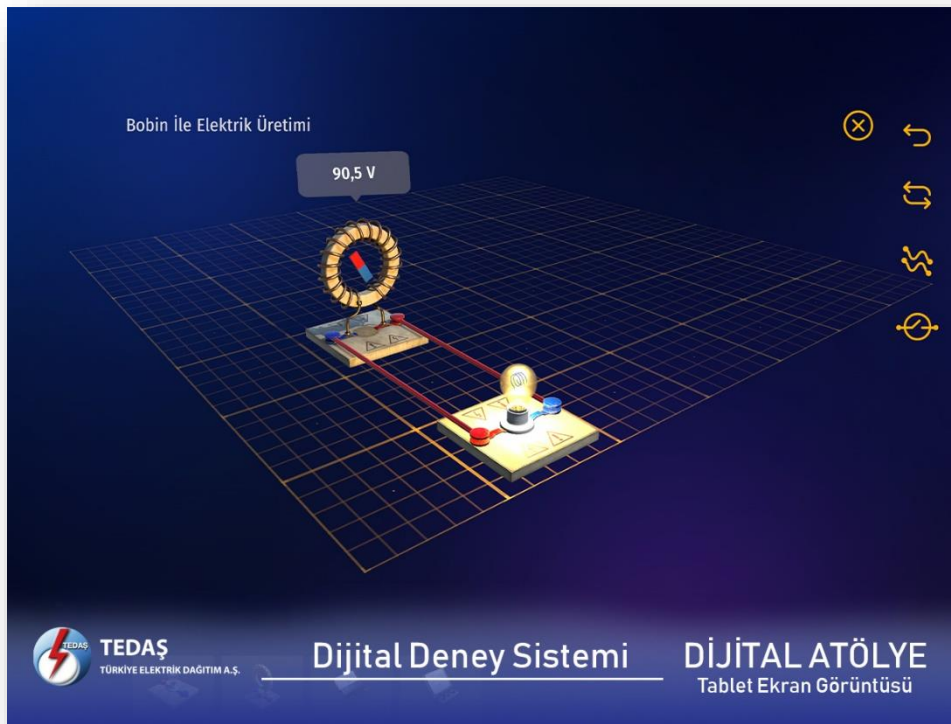 Bobin İle Elektrik Üretimi
90,5 V
TEDAŞ
TEDAŞ
TÜRKİYE ELEKTRİK DAĞITIM A.Ş.
Dijital Deney Sistemi
DİJİTAL ATÖLYE
Tablet Ekran Görüntüsü